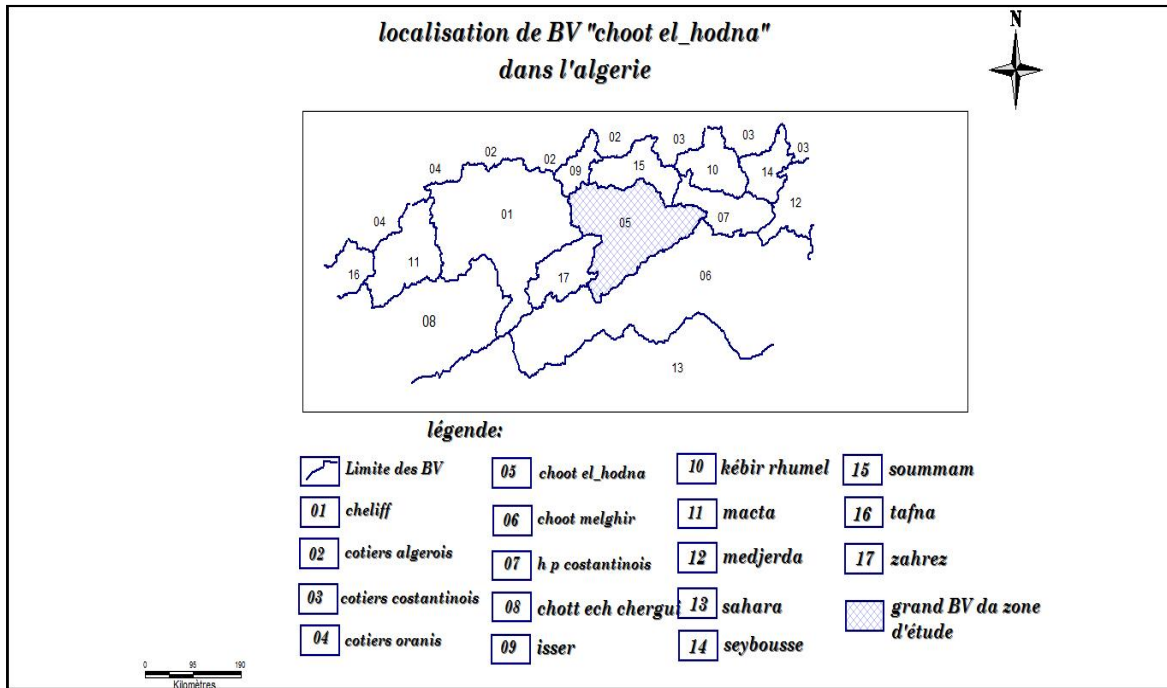 localisation de BV "choot el_hodna"
dans l'algerie
N
02
03
03
04
02
02
09
15
10
14
03
04
01
05
07
12
16
11
17
06
08
13
légende:
Limite des BV
01 cheliff
02 cotiers algerois
03 cotiers costantinois
04 cotiers oranis
05 choot el_hodna
06 choot melghir
07 h p costantinois
08 chott ech chergui
09 isser
10 kébir rhumel
11 macta
12 medjerda
13 sahara
14 seybousse
15 soummam
16 tafna
17 zahrez
grand BV da zone
d'étude
0 95 190
Kilomètres